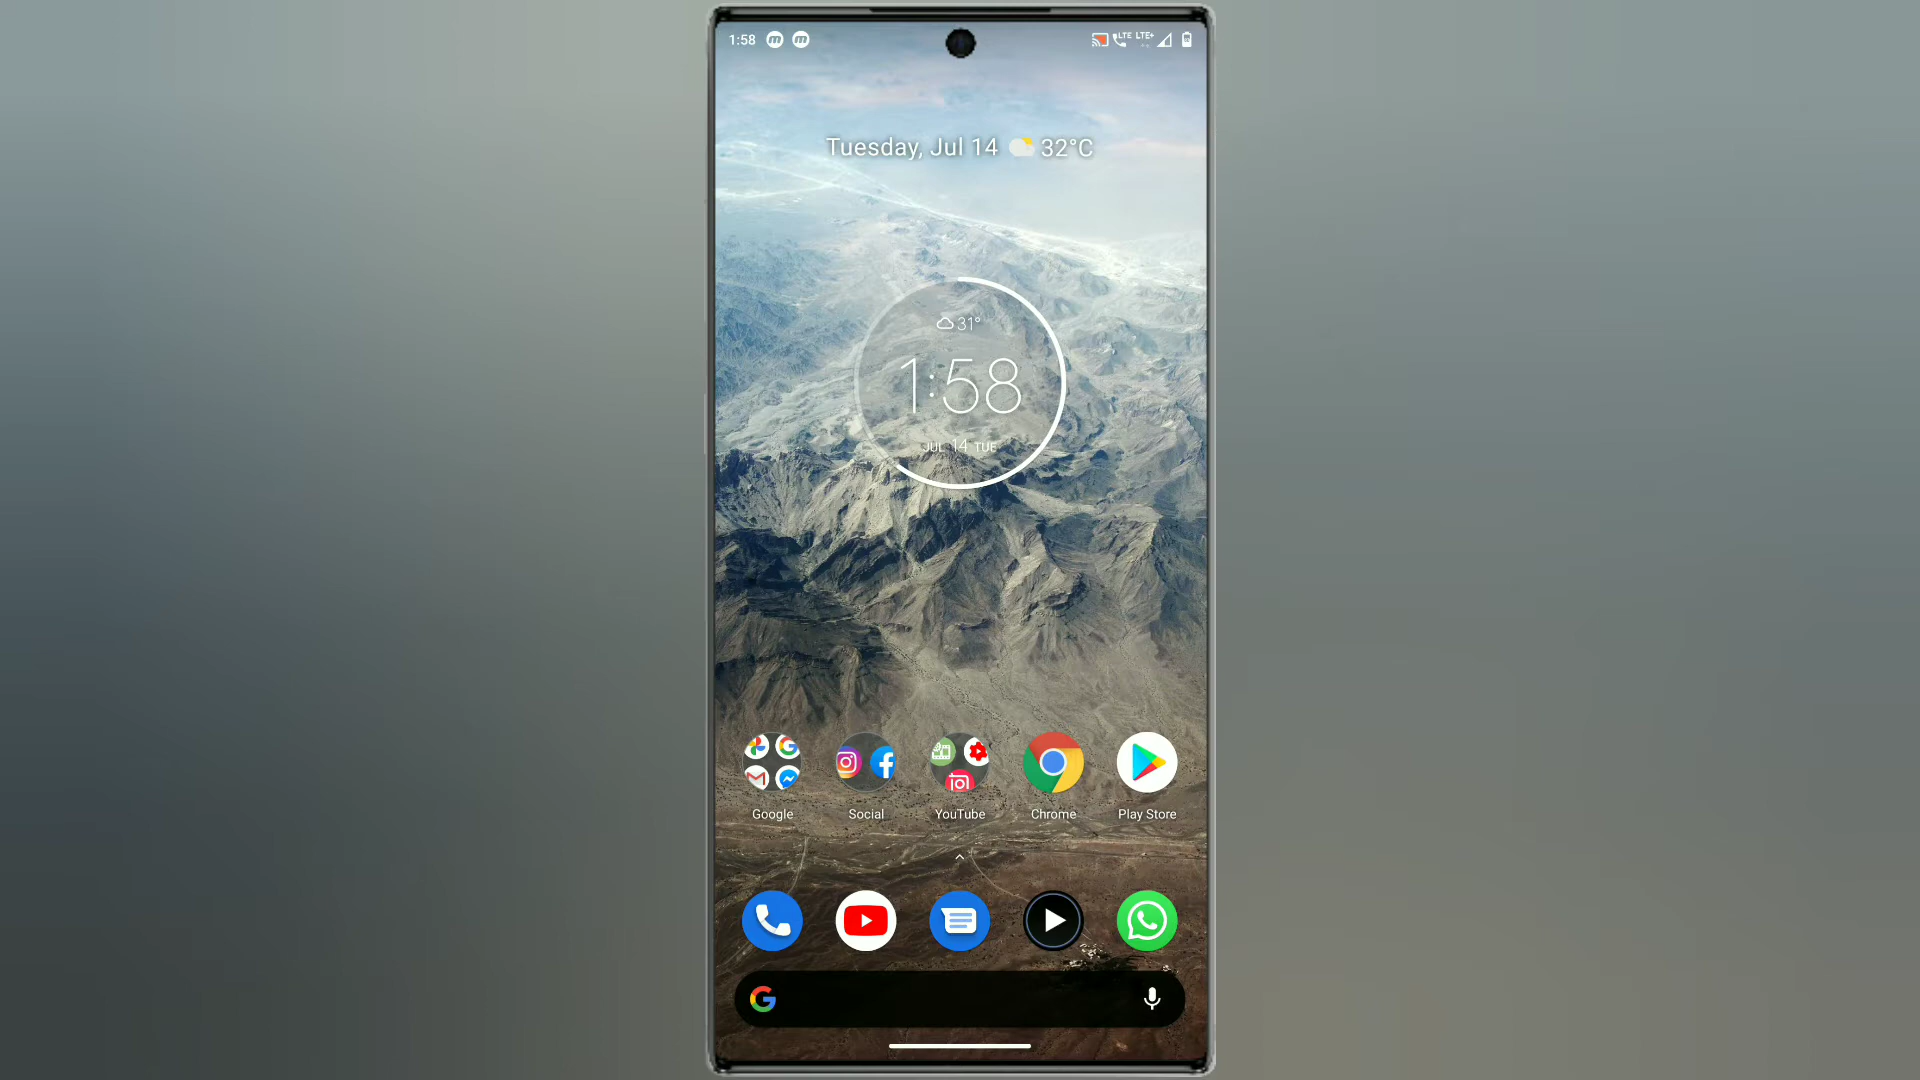 1:58
LTE LTE+
Tuesday, Jul 14 32°C
31°
1:58
JUL 14 TUE
Google Social YouTube Chrome Play Store